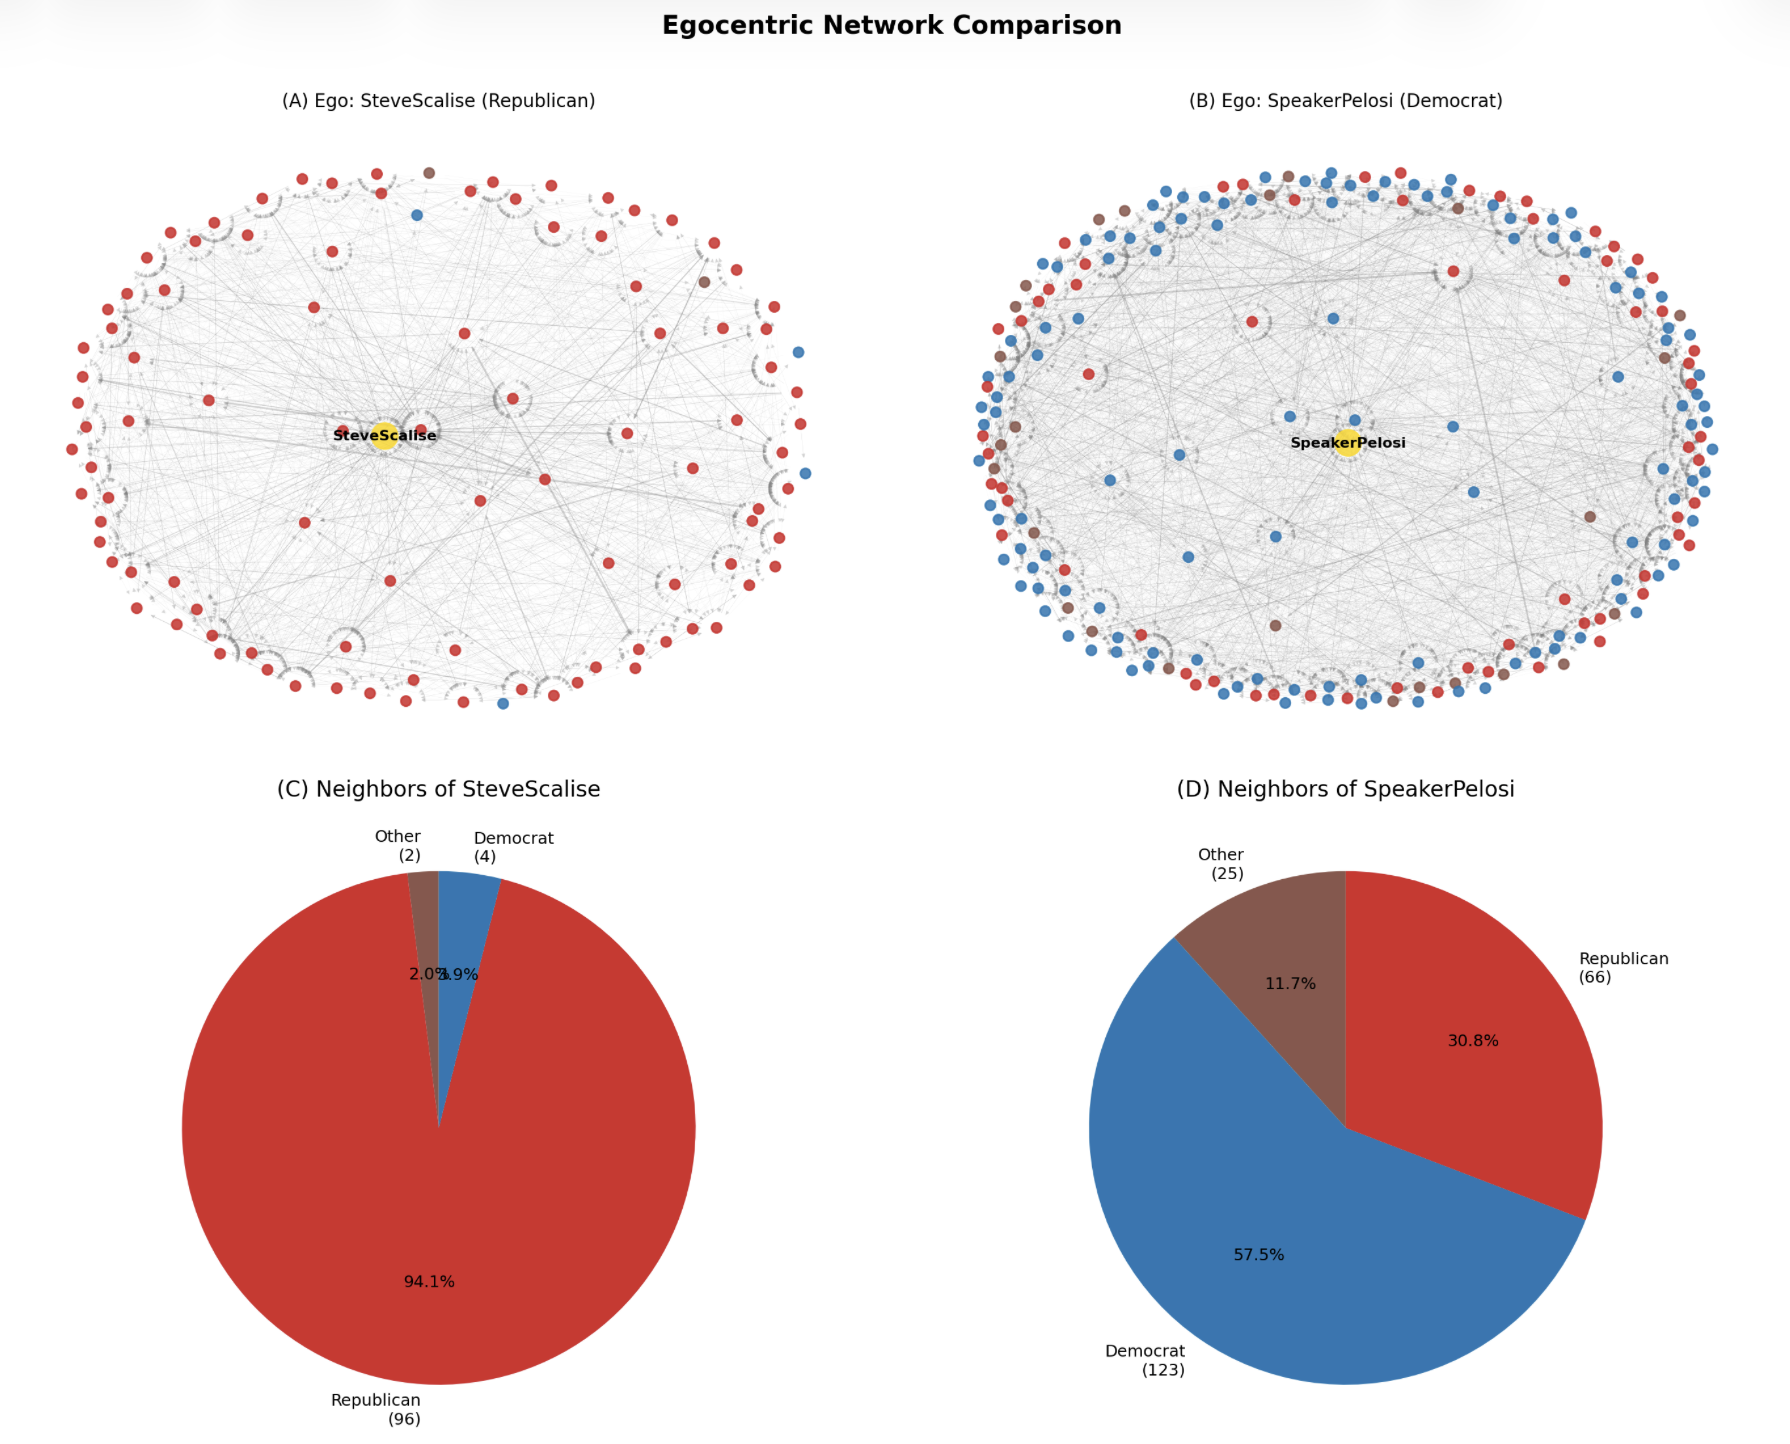 Egocentric Network Comparison
(A) Ego: SteveScalise (Republican)
(B) Ego: SpeakerPelosi (Democrat)
SteveScalise
SpeakerPelosi
(C) Neighbors of SteveScalise
(D) Neighbors of SpeakerPelosi
Other
(2)
Democrat
(4)
2.0%
3.9%
94.1%
Republican
(96)
Other
(25)
Republican
(66)
11.7%
30.8%
57.5%
Democrat
(123)